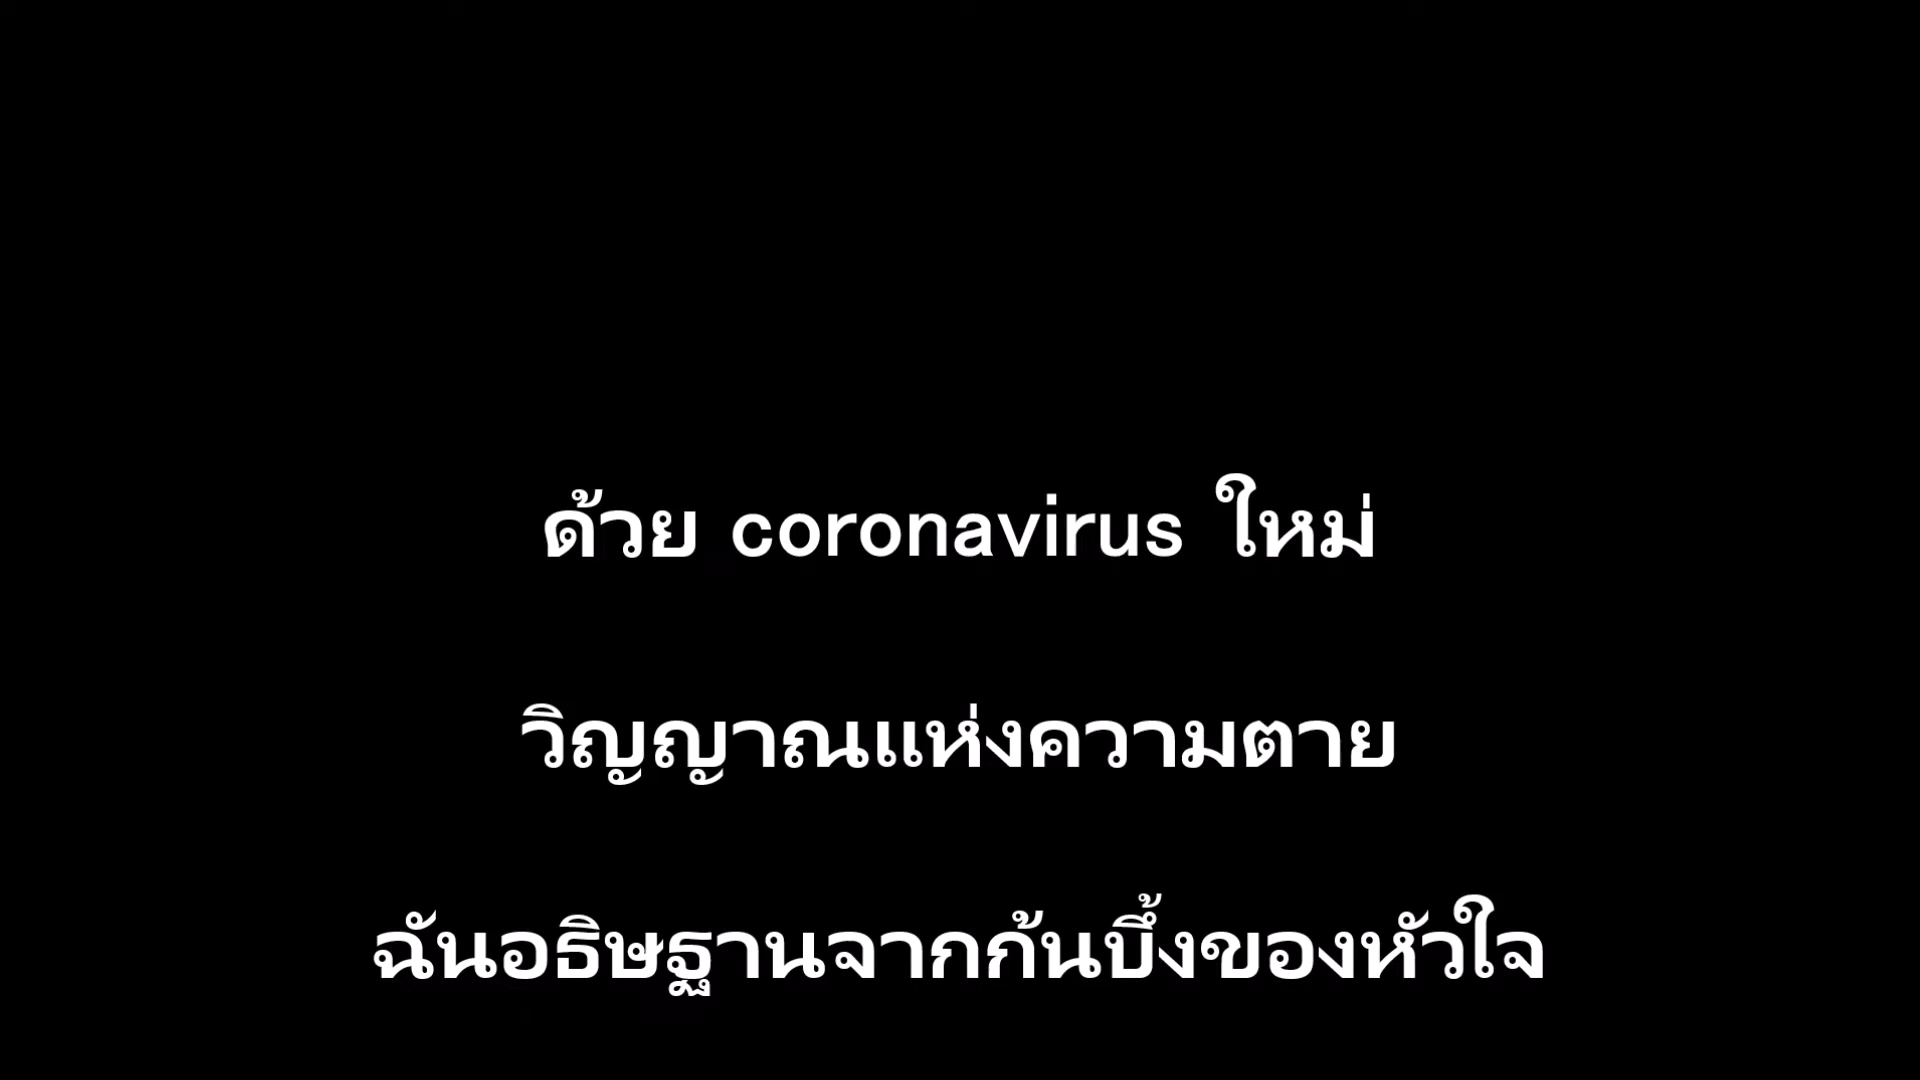 ด้วย coronavirus ใหม่
วิญญาณแห่งความตาย
ฉันอธิษฐานจากก้นบึ้งของหัวใจ